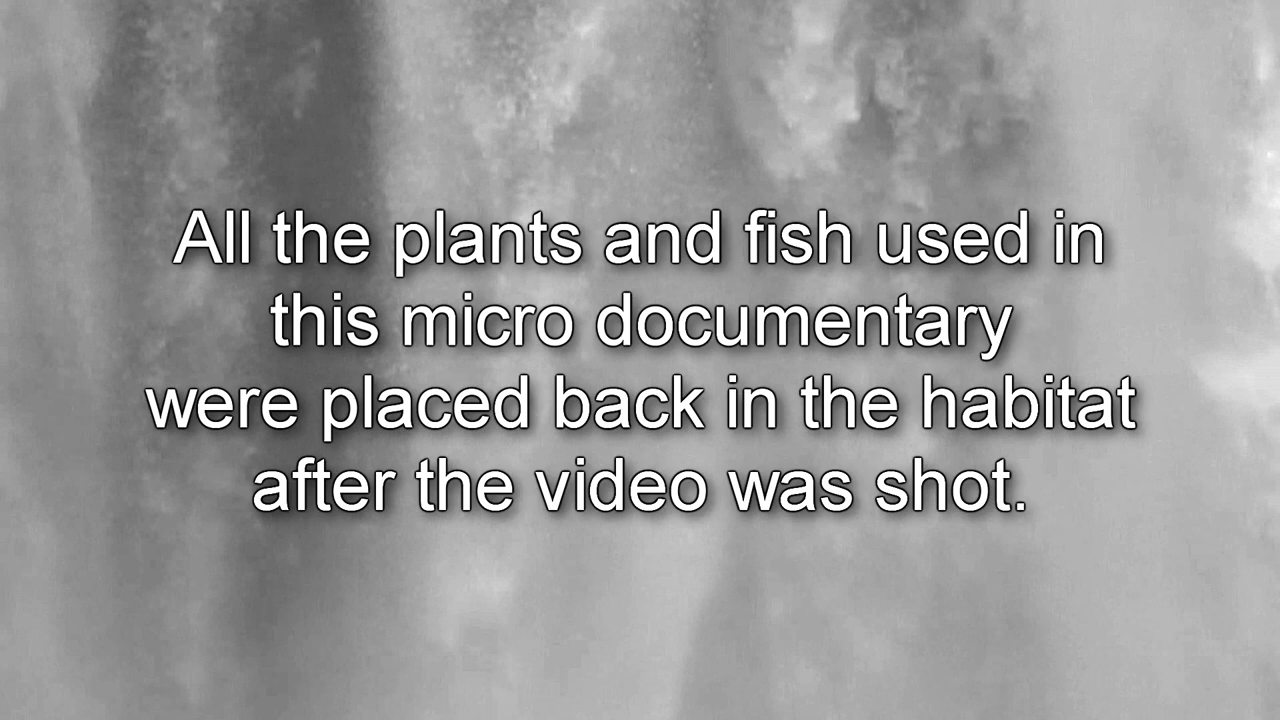 All the plants and fish used in
this micro documentary
were placed back in the habitat
after the video was shot.